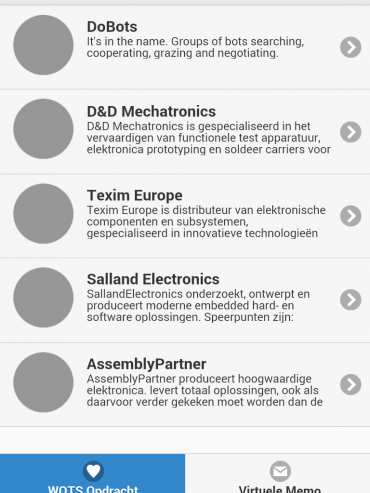 DoBots
It's in the name. Groups of bots searching,
cooperating, grazing and negotiating.
D&D Mechatronics
D&D Mechatronics is gespecialiseerd in het
vervaardigen van functionele test apparatuur,
elektronica prototyping en soldeer carriers voor
Texim Europe
Texim Europe is distributeur van elektronische
componenten en subsystemen,
gespecialiseerd in innovatieve technologieën
Salland Electronics
SallandElectronics onderzoekt, ontwerpt en
produceert moderne embedded hard- en
software oplossingen. Speerpunten zijn:
AssemblyPartner
AssemblyPartner produceert hoogwaardige
elektronica. levert totaal oplossingen, ook als
daarvoor verder gekeken moet worden dan de
WOTS Opdracht
Virtuele Memo